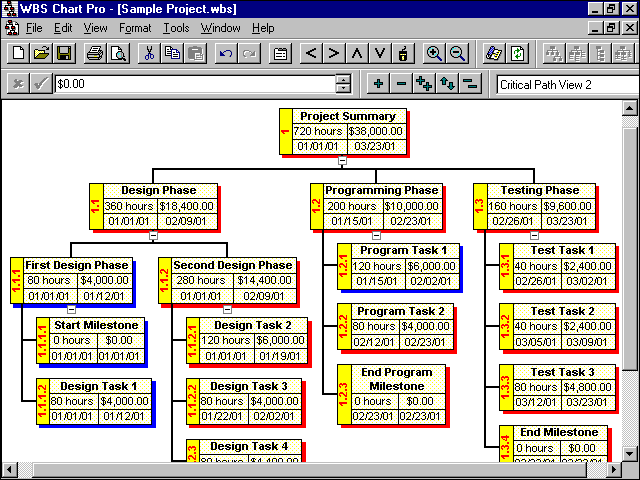 WBS Chart Pro - [Sample Project.wbs]
File Edit View Format Tools Window Help
$0.00
Critical Path View 2
Project Summary
1
720 hours $38,000.00
01/01/01 03/23/01
Design Phase
1.1
360 hours $18,400.00
01/01/01 02/09/01
Programming Phase
1.2
200 hours $10,000.00
01/15/01 02/23/01
Testing Phase
1.3
160 hours $9,600.00
02/26/01 03/23/01
First Design Phase
1.1.1
80 hours $4,000.00
01/01/01 01/12/01
Second Design Phase
1.1.2
280 hours $14,400.00
01/01/01 02/09/01
Program Task 1
1.2.1
120 hours $6,000.00
01/15/01 02/02/01
Test Task 1
1.3.1
40 hours $2,400.00
02/26/01 03/02/01
Start Milestone
1.1.1.1
0 hours $0.00
01/01/01 01/01/01
Design Task 2
1.1.2.1
120 hours $6,000.00
01/01/01 01/19/01
Program Task 2
1.2.2
80 hours $4,000.00
02/12/01 02/23/01
Test Task 2
1.3.2
40 hours $2,400.00
03/05/01 03/09/01
Design Task 1
1.1.1.2
80 hours $4,000.00
01/01/01 01/12/01
Design Task 3
1.1.2.2
80 hours $4,000.00
01/22/01 02/02/01
End Program
Milestone
1.2.3
0 hours $0.00
02/23/01 02/23/01
Test Task 3
1.3.3
80 hours $4,800.00
03/12/01 03/23/01
Design Task 4
2.3
80 hours $4,400.00
End Milestone
1.3.4
0 hours $0.00
03/23/01 03/23/01